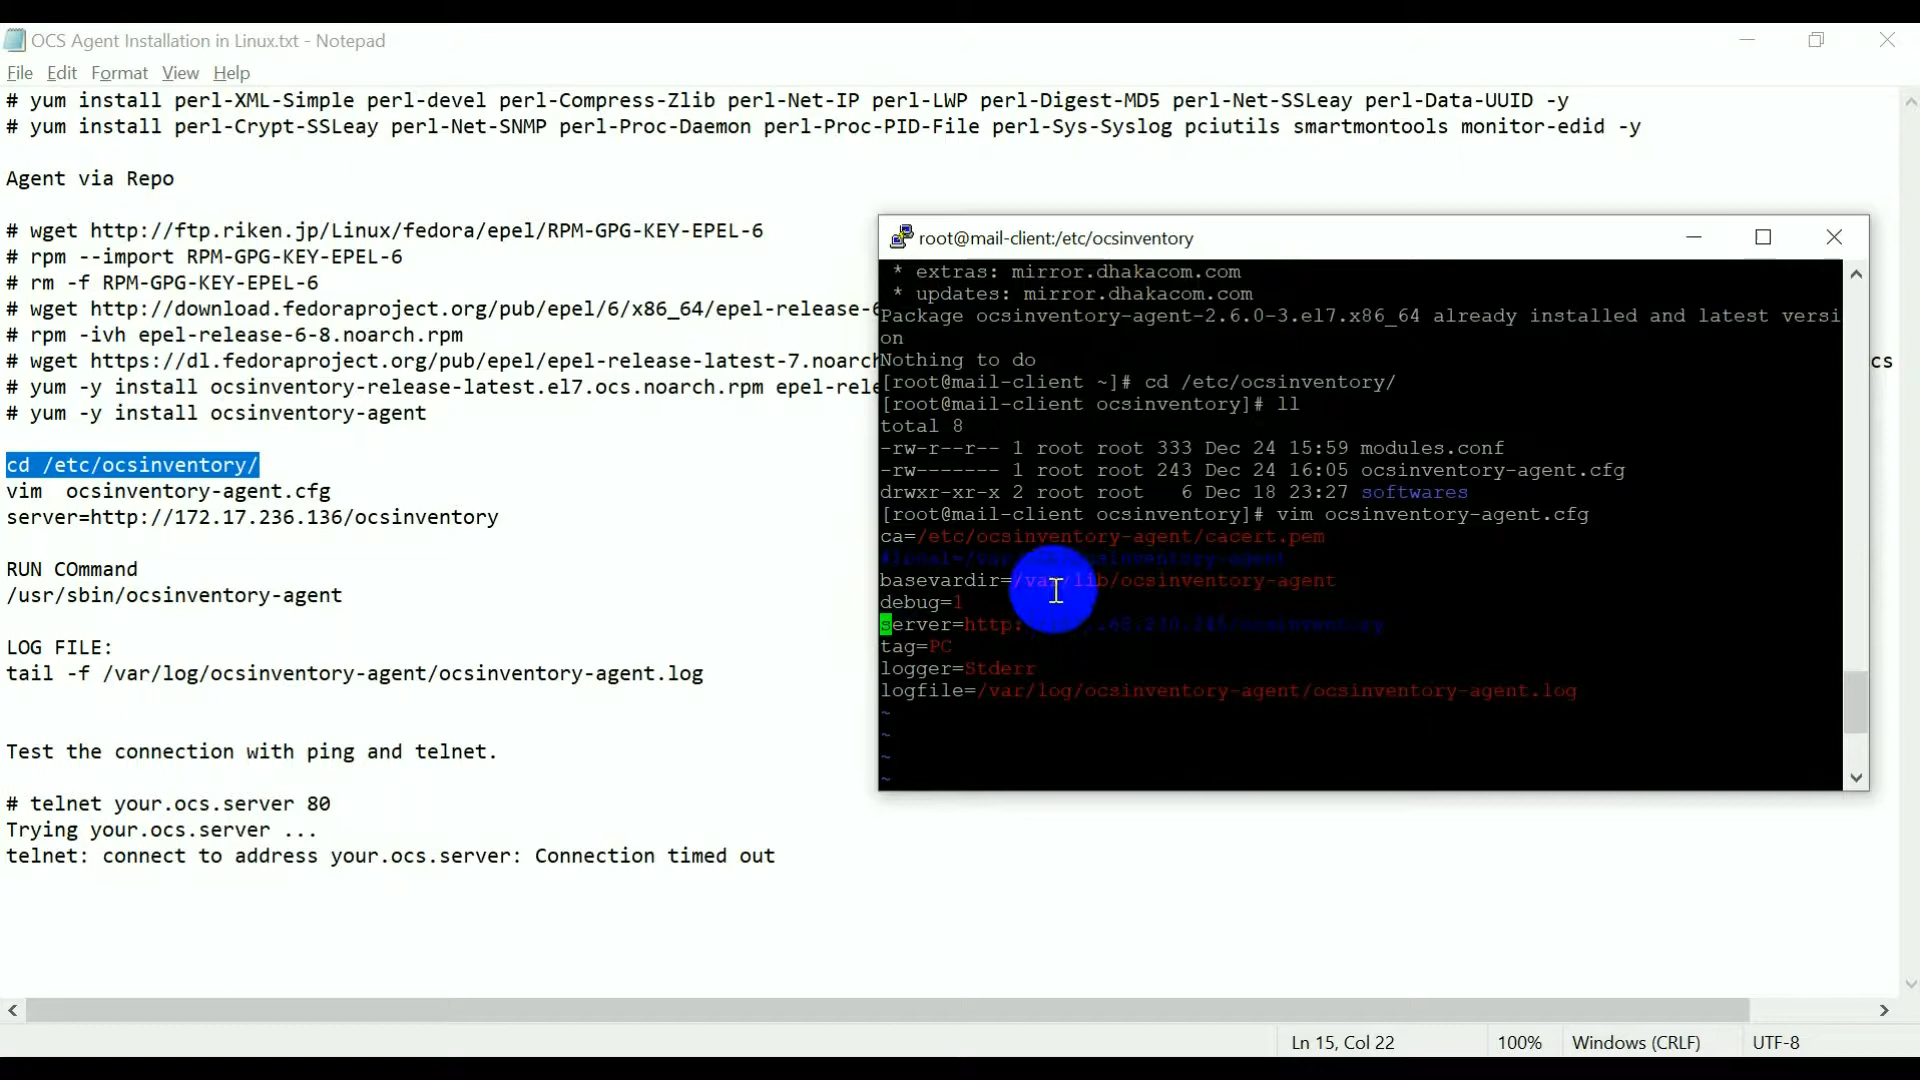 OCS Agent Installation in Linux.txt - Notepad
File Edit Format View Help
# yum install perl-XML-Simple perl-devel perl-Compress-Zlib perl-Net-IP perl-LWP perl-Digest-MD5 perl-Net-SSLeay perl-Data-UUID -y
# yum install perl-Crypt-SSLeay perl-Net-SNMP perl-Proc-Daemon perl-Proc-PID-File perl-Sys-Syslog pciutils smartmontools monitor-edid -y
Agent via Repo
# wget http://ftp.riken.jp/Linux/fedora/epel/RPM-GPG-KEY-EPEL-6
# rpm --import RPM-GPG-KEY-EPEL-6
# rm -f RPM-GPG-KEY-EPEL-6
# wget http://download.fedoraproject.org/pub/epel/6/x86_64/epel-release-6
# rpm -ivh epel-release-6-8.noarch.rpm
# wget https://dl.fedoraproject.org/pub/epel/epel-release-latest-7.noarch
cs
# yum -y install ocsinventory-release-latest.el7.ocs.noarch.rpm epel-rele
# yum -y install ocsinventory-agent
cd /etc/ocsinventory/
vim  ocsinventory-agent.cfg
server=http://172.17.236.136/ocsinventory
RUN COmmand
/usr/sbin/ocsinventory-agent
LOG FILE:
tail -f /var/log/ocsinventory-agent/ocsinventory-agent.log
Test the connection with ping and telnet.
# telnet your.ocs.server 80
Trying your.ocs.server ...
telnet: connect to address your.ocs.server: Connection timed out
root@mail-client:/etc/ocsinventory
* extras: mirror.dhakacom.com
* updates: mirror.dhakacom.com
Package ocsinventory-agent-2.6.0-3.el7.x86_64 already installed and latest versi
on
Nothing to do
[root@mail-client ~]# cd /etc/ocsinventory/
[root@mail-client ocsinventory]# ll
total 8
-rw-r--r-- 1 root root 333 Dec 24 15:59 modules.conf
-rw------- 1 root root 243 Dec 24 16:05 ocsinventory-agent.cfg
drwxr-xr-x 2 root root   6 Dec 18 23:27 softwares
[root@mail-client ocsinventory]# vim ocsinventory-agent.cfg
ca=/etc/ocsinventory-agent/cacert.pem
basevardir=/var/lib/ocsinventory-agent
debug=1
server=http:
tag=PC
logger=Stderr
logfile=/var/log/ocsinventory-agent/ocsinventory-agent.log
~
~
~
~
Ln 15, Col 22
100%
Windows (CRLF)
UTF-8